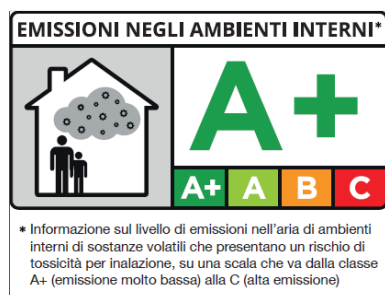 EMISSIONI NEGLI AMBIENTI INTERNI*
A+
A+ A B C
* Informazione sul livello di emissioni nell'aria di ambienti
interni di sostanze volatili che presentano un rischio di
tossicità per inalazione, su una scala che va dalla classe
A+ (emissione molto bassa) alla C (alta emissione)